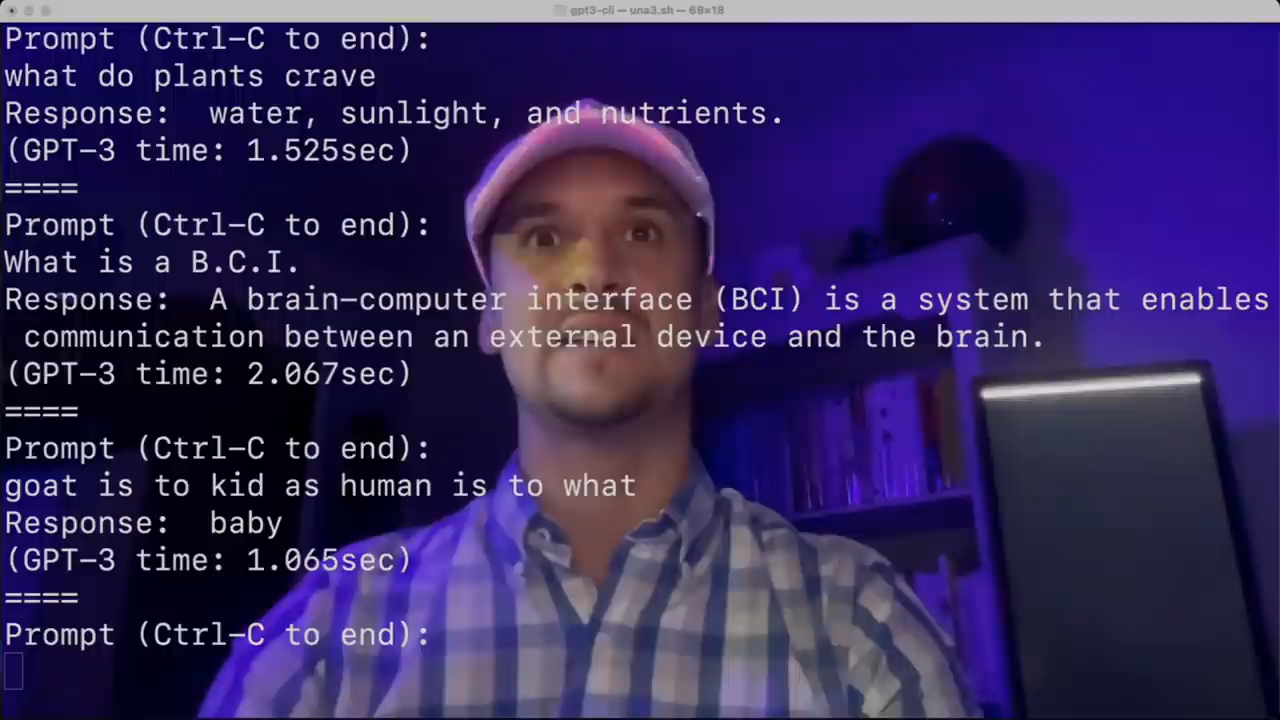 gpt3-cli — una3.sh — 68×18
Prompt (Ctrl-C to end):
what do plants crave
Response:  water, sunlight, and nutrients.
(GPT-3 time: 1.525sec)
====
Prompt (Ctrl-C to end):
What is a B.C.I.
Response:  A brain-computer interface (BCI) is a system that enables
communication between an external device and the brain.
(GPT-3 time: 2.067sec)
====
Prompt (Ctrl-C to end):
goat is to kid as human is to what
Response:  baby
(GPT-3 time: 1.065sec)
====
Prompt (Ctrl-C to end):